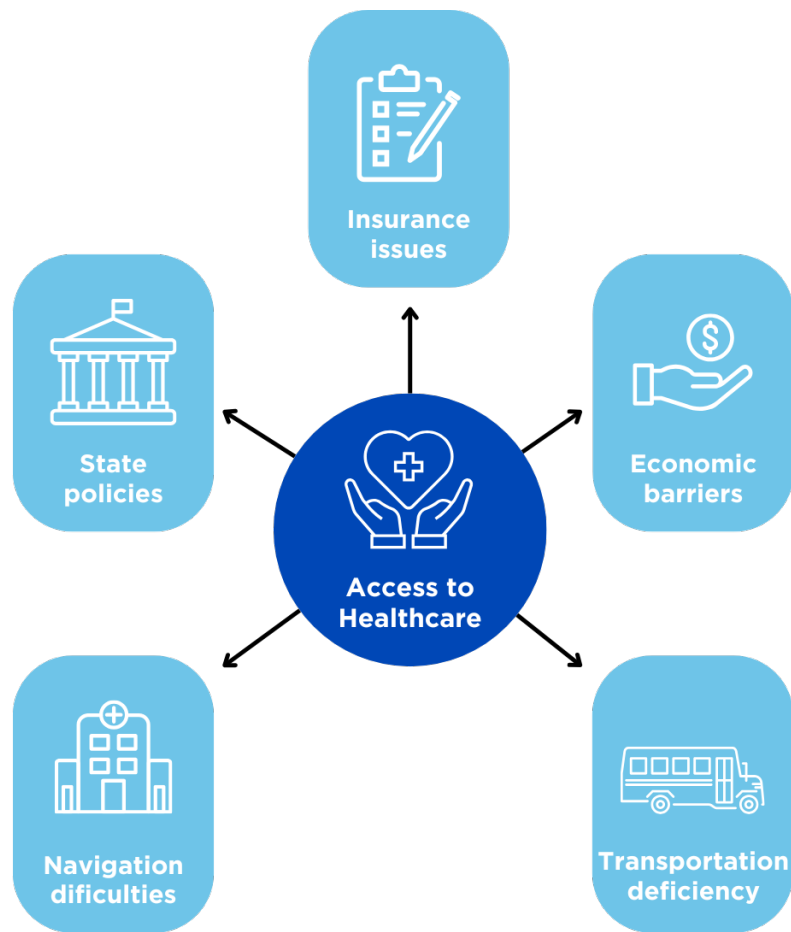 Insurance
issues
State
policies
Economic
barriers
$
Access to
Healthcare
Navigation
dificulties
Transportation
deficiency